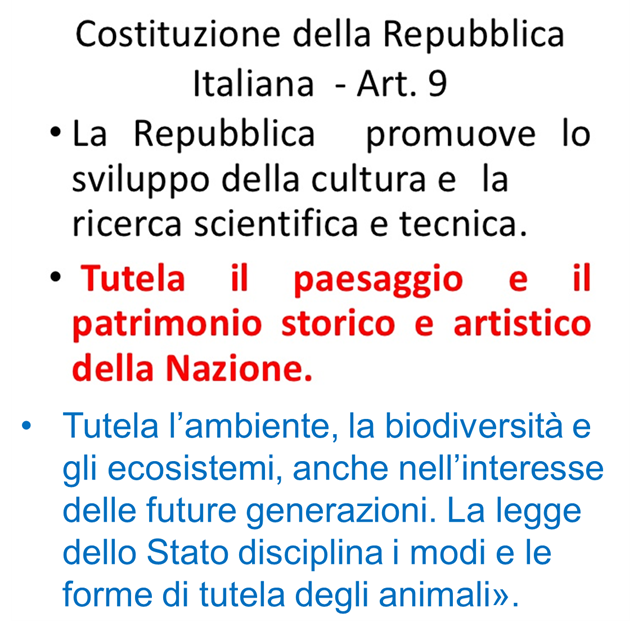 Costituzione della Repubblica
Italiana - Art. 9
• La Repubblica promuove lo
sviluppo della cultura e la
ricerca scientifica e tecnica.
• Tutela il paesaggio e il
patrimonio storico e artistico
della Nazione.
• Tutela l’ambiente, la biodiversità e
gli ecosistemi, anche nell’interesse
delle future generazioni. La legge
dello Stato disciplina i modi e le
forme di tutela degli animali».